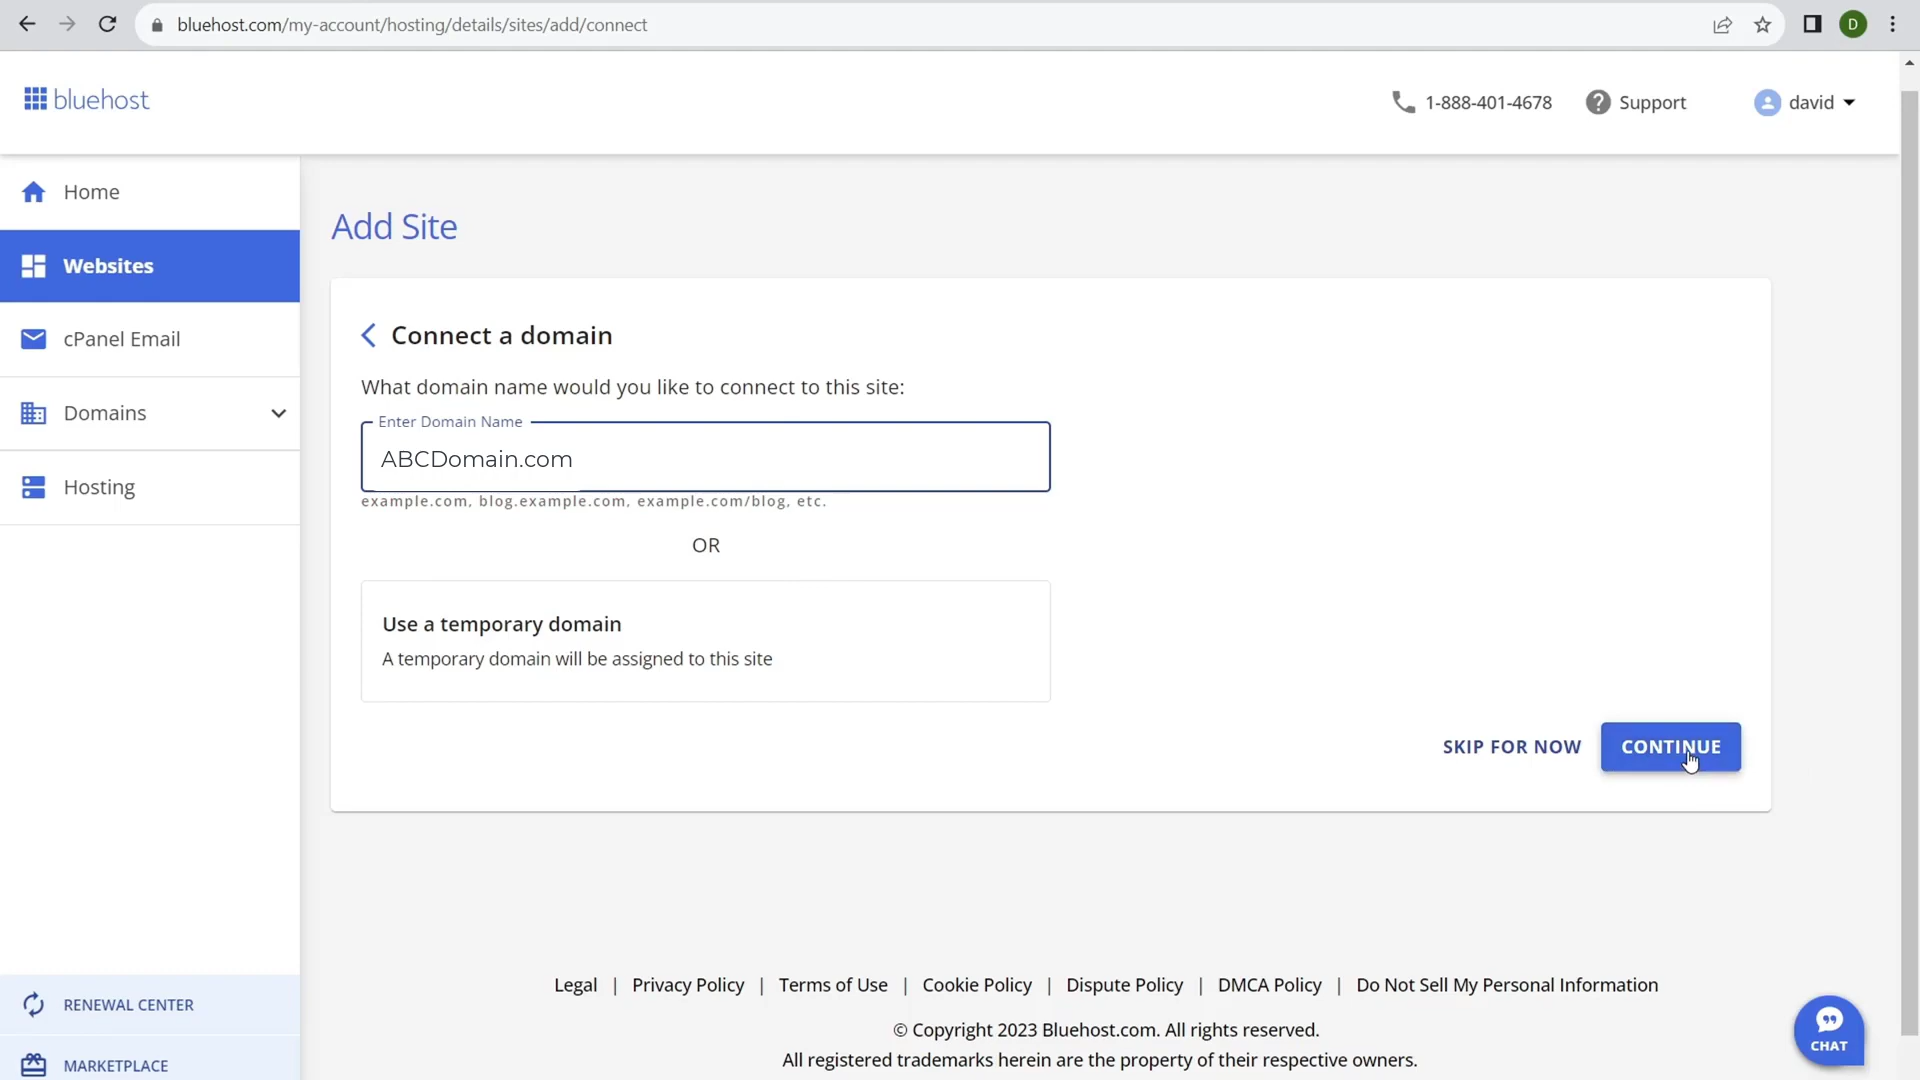 bluehost.com/my-account/hosting/details/sites/add/connect
D
bluehost
1-888-401-4678
? Support
david
Home
Websites
cPanel Email
Domains
Hosting
Add Site
Connect a domain
What domain name would you like to connect to this site:
Enter Domain Name
ABCDomain.com
example.com, blog.example.com, example.com/blog, etc.
OR
Use a temporary domain
A temporary domain will be assigned to this site
SKIP FOR NOW
CONTINUE
Legal | Privacy Policy | Terms of Use | Cookie Policy | Dispute Policy | DMCA Policy | Do Not Sell My Personal Information
© Copyright 2023 Bluehost.com. All rights reserved.
All registered trademarks herein are the property of their respective owners.
RENEWAL CENTER
MARKETPLACE
CHAT